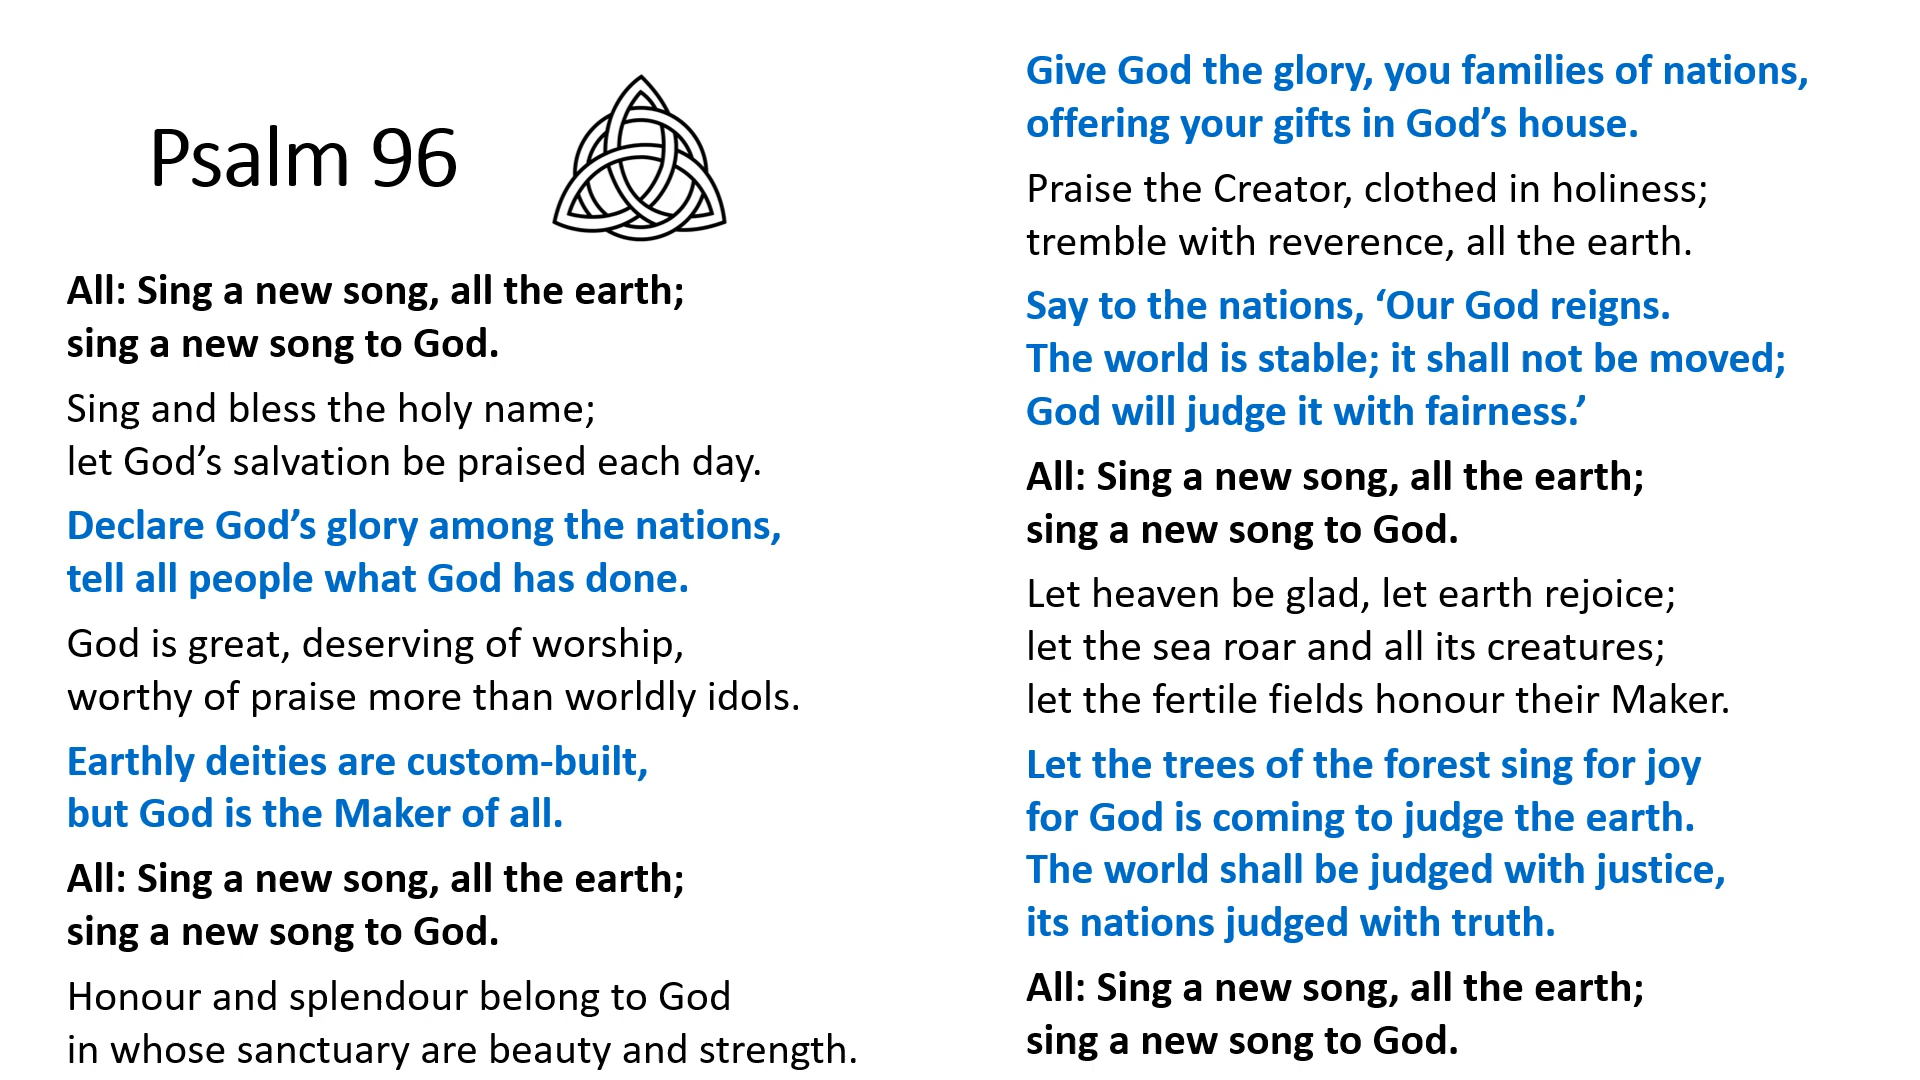 Psalm 96
All: Sing a new song, all the earth;
sing a new song to God.
Sing and bless the holy name;
let God’s salvation be praised each day.
Declare God’s glory among the nations,
tell all people what God has done.
God is great, deserving of worship,
worthy of praise more than worldly idols.
Earthly deities are custom-built,
but God is the Maker of all.
All: Sing a new song, all the earth;
sing a new song to God.
Honour and splendour belong to God
in whose sanctuary are beauty and strength.
Give God the glory, you families of nations,
offering your gifts in God’s house.
Praise the Creator, clothed in holiness;
tremble with reverence, all the earth.
Say to the nations, ‘Our God reigns.
The world is stable; it shall not be moved;
God will judge it with fairness.’
All: Sing a new song, all the earth;
sing a new song to God.
Let heaven be glad, let earth rejoice;
let the sea roar and all its creatures;
let the fertile fields honour their Maker.
Let the trees of the forest sing for joy
for God is coming to judge the earth.
The world shall be judged with justice,
its nations judged with truth.
All: Sing a new song, all the earth;
sing a new song to God.